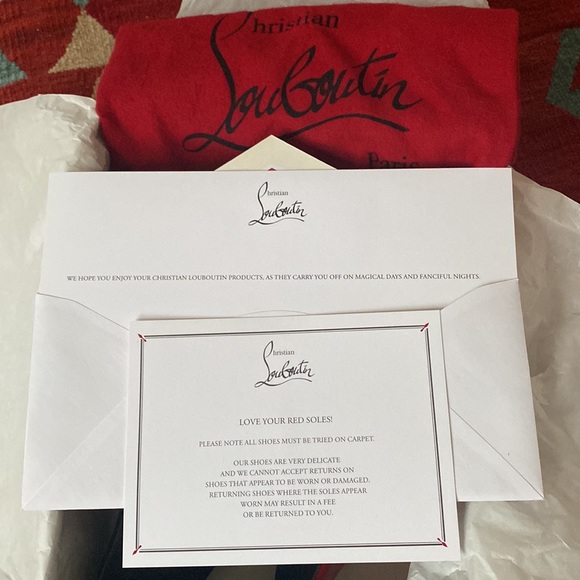 Christian
Louboutin
Paris
Christian
Louboutin
WE HOPE YOU ENJOY YOUR CHRISTIAN LOUBOUTIN PRODUCTS, AS THEY CARRY YOU OFF ON MAGICAL DAYS AND FANCIFUL NIGHTS.
Christian
Louboutin
LOVE YOUR RED SOLES!
PLEASE NOTE ALL SHOES MUST BE TRIED ON CARPET.
OUR SHOES ARE VERY DELICATE
AND WE CANNOT ACCEPT RETURNS ON
SHOES THAT APPEAR TO BE WORN OR DAMAGED.
RETURNING SHOES WHERE THE SOLES APPEAR
WORN MAY RESULT IN A FEE
OR BE RETURNED TO YOU.